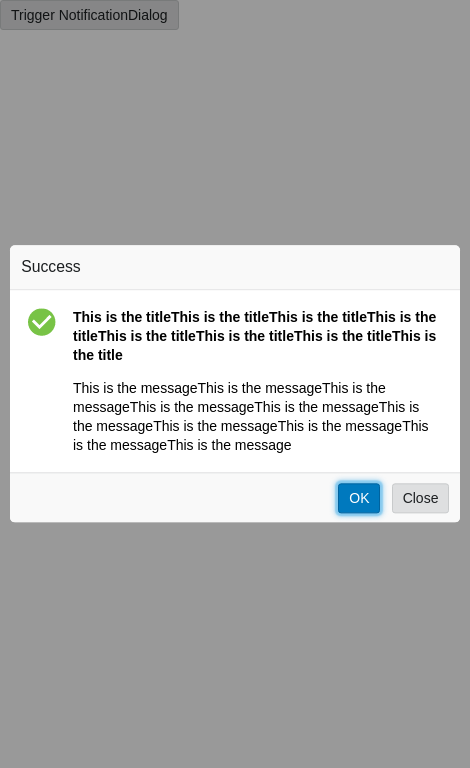 Trigger NotificationDialog
Success
This is the titleThis is the titleThis is the titleThis is the
titleThis is the titleThis is the titleThis is the titleThis is
the title
This is the messageThis is the messageThis is the
messageThis is the messageThis is the messageThis is
the messageThis is the messageThis is the messageThis
is the messageThis is the message
OK
Close